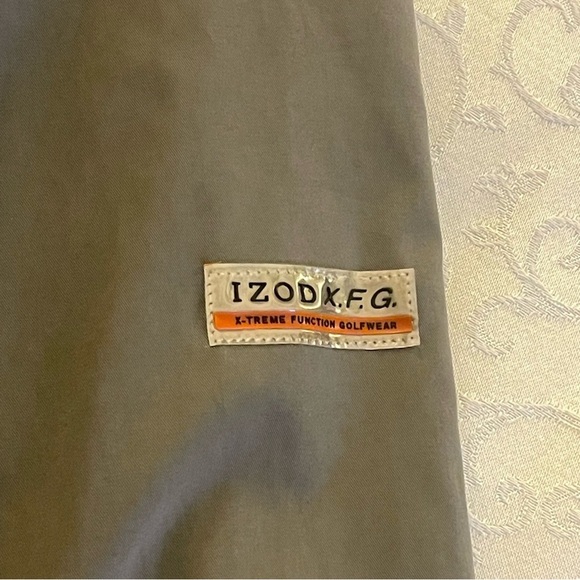 IZOD X.F.G.
X-TREME FUNCTION GOLFWEAR